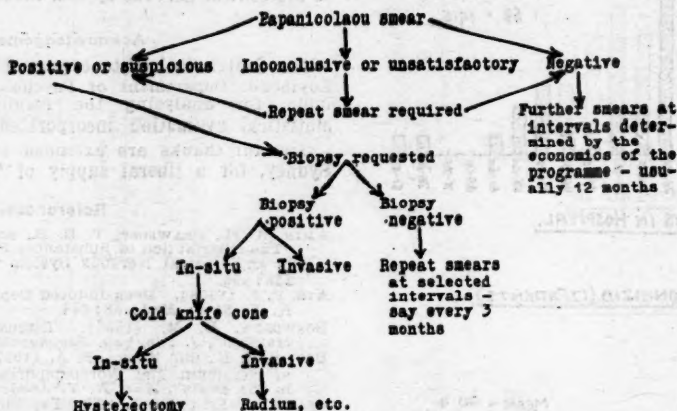 Papanicolaou smear
Positive or suspicious Inconolusive or unsatisfactory Negative
Repeat smear required
Further smears at
intervals deter-
mined by the
economics of the
programme - usu-
ally 12 months
Biopsy requested
Biopsy
positive
Biopsy
negative
In-situ Invasive
Repeat smears
at selected
intervals -
say every 3
months
Cold knife cone
In-situ Invasive
Hysterectomy Radium, etc.